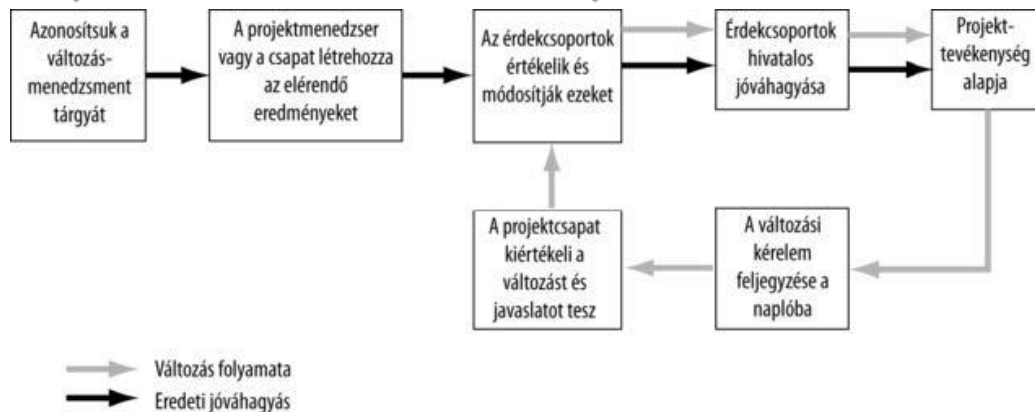 Azonosítsuk a
változás-
menedzsment
tárgyát
A projektmenedzser
vagy a csapat létrehozza
az elérendő
eredményeket
Az érdekcsoportok
értékelik és
módosítják ezeket
Érdekcsoportok
hivatalos
jóváhagyása
Projekt-
tevékenység
alapja
A projektcsapat
kiértékeli a
változást és
javaslatot tesz
A változási
kérelem
feljegyzése a
naplóba
Változás folyamata
Eredeti jóváhagyás